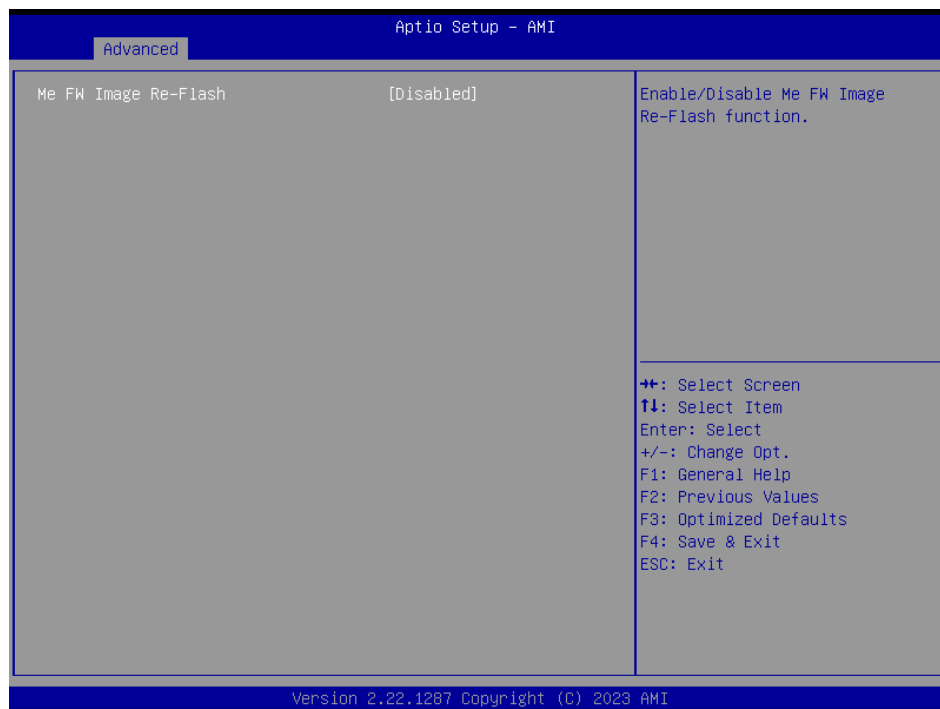 Aptio Setup – AMI
Advanced
Me FW Image Re-Flash [Disabled]
Enable/Disable Me FW Image
Re-Flash function.
→←: Select Screen
↑↓: Select Item
Enter: Select
+/-: Change Opt.
F1: General Help
F2: Previous Values
F3: Optimized Defaults
F4: Save & Exit
ESC: Exit
Version 2.22.1287 Copyright (C) 2023 AMI